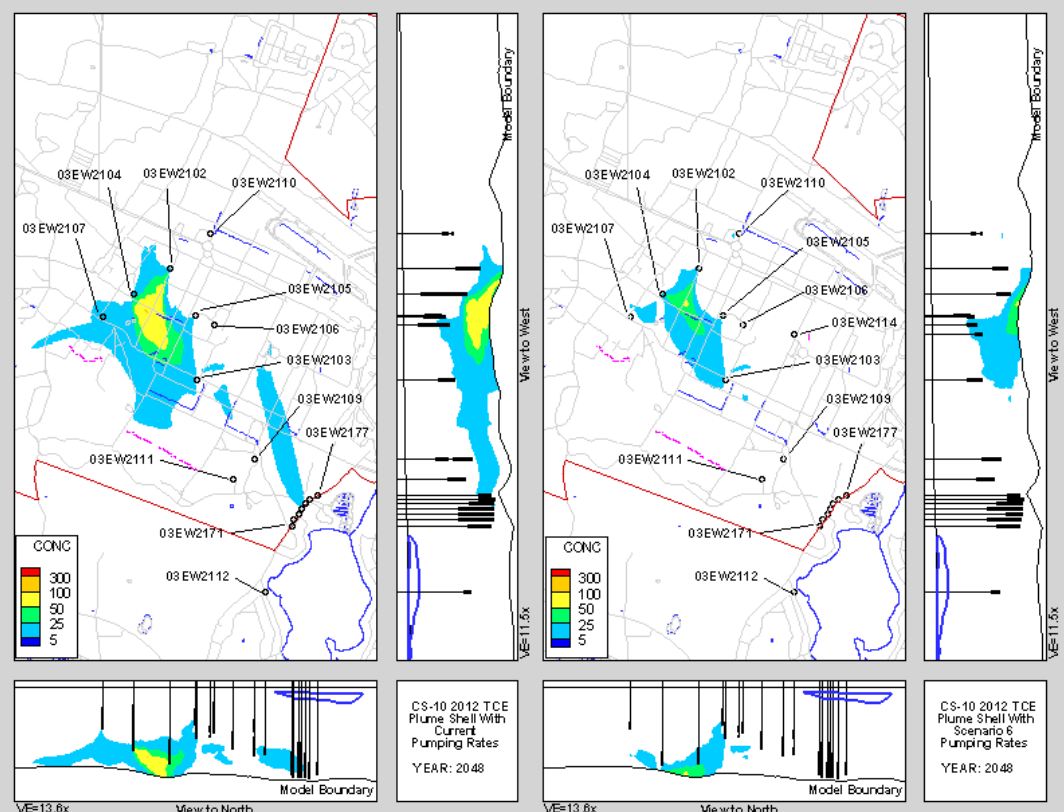 03EW2104
03EW2102
03EW2110
03EW2107
03EW2105
03EW2106
03EW2103
03EW2109
03EW2177
03EW2111
03EW2171
03EW2112
CONC
300
100
50
25
5
Model Boundary
View to West
VE=11.5x
Model Boundary
VE=13.6x
View to North
CS-10 2012 TCE
Plume Shell With
Current
Pumping Rates
YEAR: 2048
03EW2104
03EW2102
03EW2110
03EW2107
03EW2105
03EW2106
03EW2114
03EW2103
03EW2109
03EW2177
03EW2111
03EW2171
03EW2112
CONC
300
100
50
25
5
Model Boundary
View to West
VE=11.5x
Model Boundary
VE=13.6x
View to North
CS-10 2012 TCE
Plume Shell With
Scenario 6
Pumping Rates
YEAR: 2048